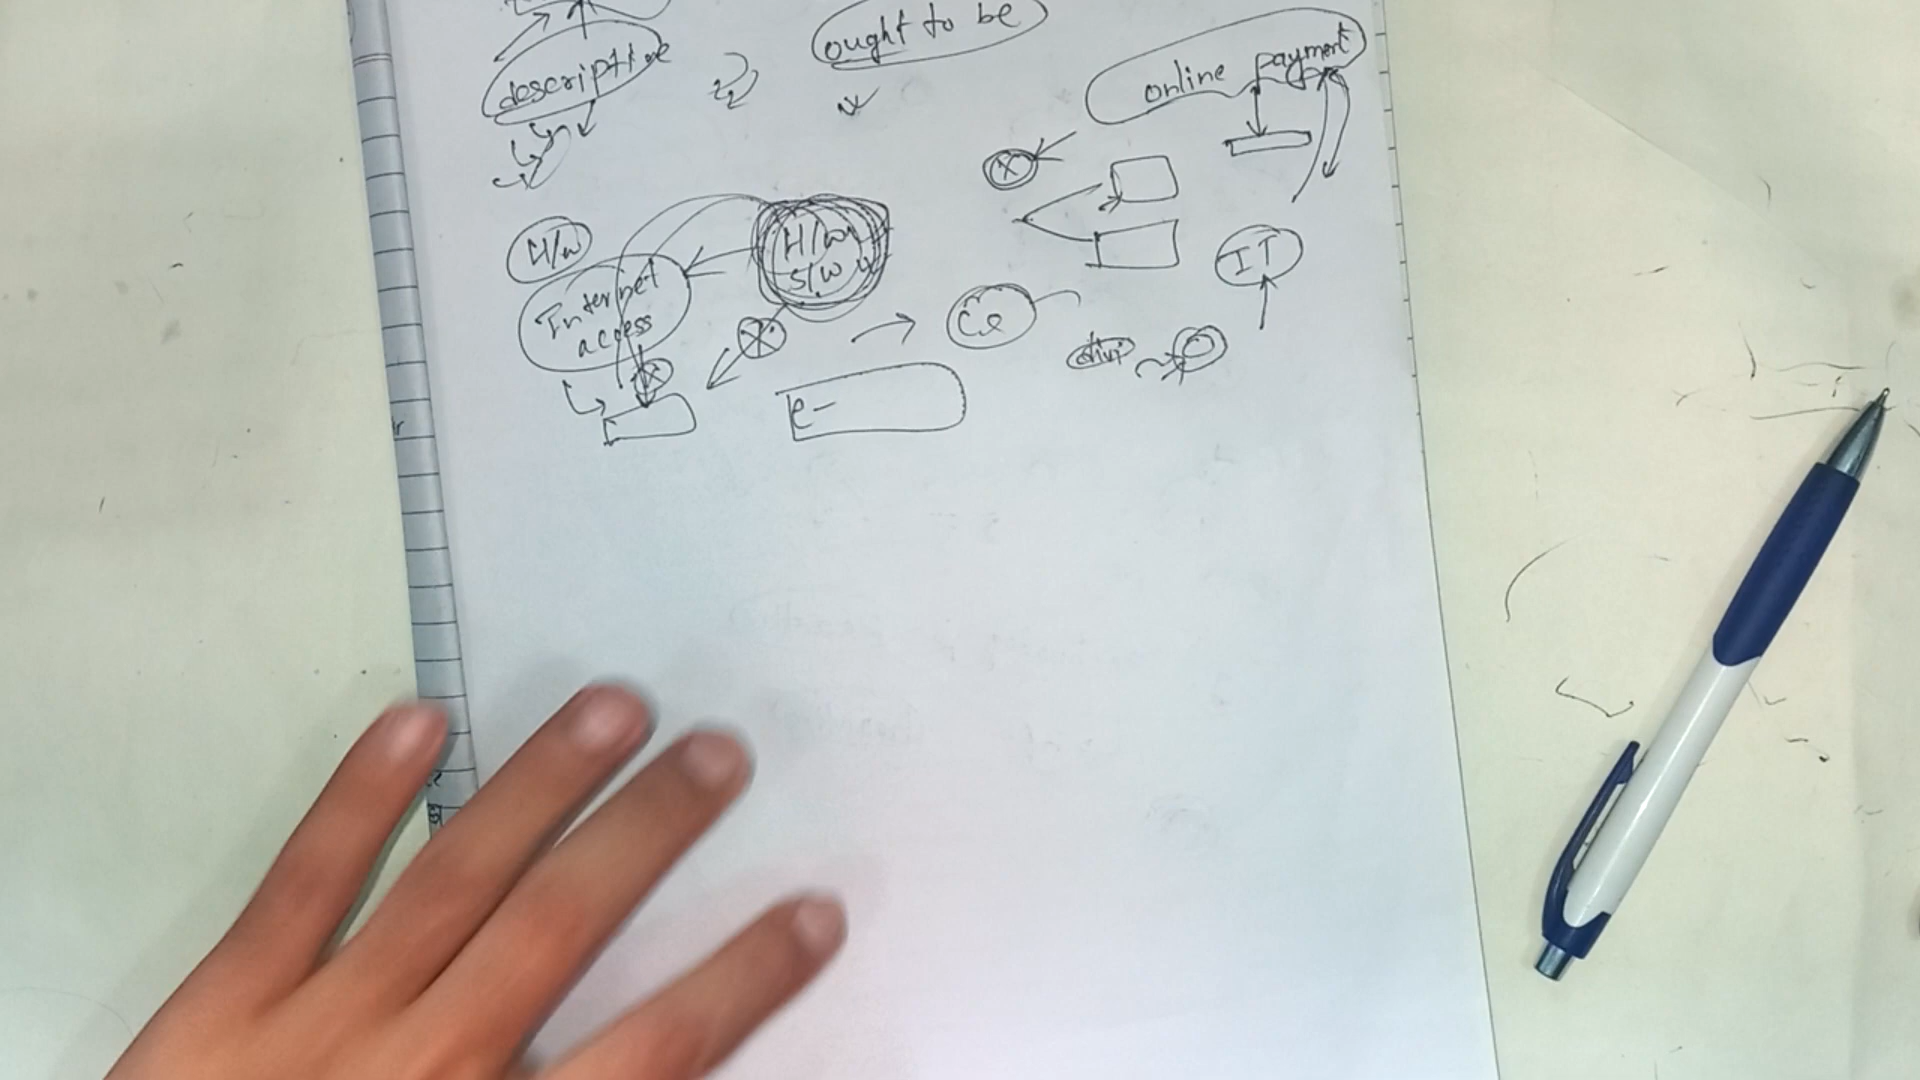 descriptive
ought to be
online payment
H/w
H/w
S/w
Internet
access
IT
e-